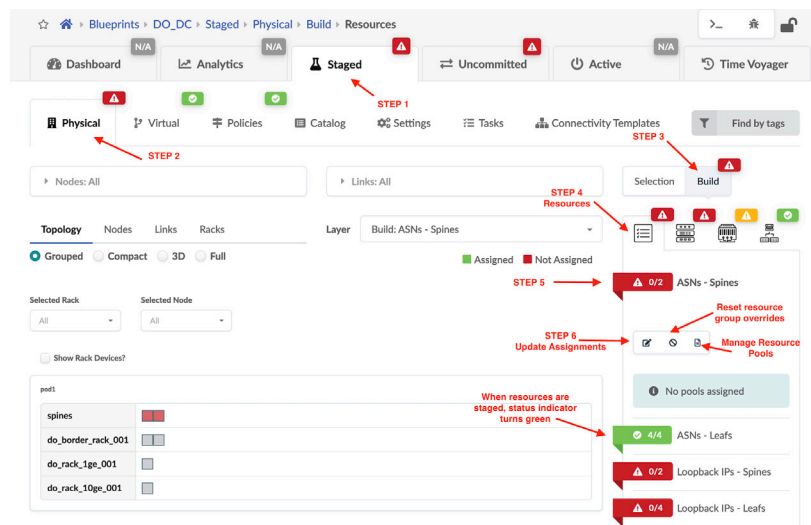 Blueprints DO_DC Staged Physical Build Resources
>_
N/A N/A N/A
Dashboard Analytics Staged Uncommitted Active Time Voyager
STEP 1
Physical Virtual Policies Catalog Settings Tasks Connectivity Templates Find by tags
STEP 2
STEP 3
Nodes: All Links: All Selection Build
STEP 4
Resources
Topology Nodes Links Racks Layer Build: ASNs - Spines
Grouped Compact 3D Full Assigned Not Assigned
STEP 5
0/2 ASNs - Spines
Selected Rack Selected Node
All All
Reset resource
group overrides
STEP 6
Update Assignments
Manage Resource
Pools
Show Rack Devices?
No pools assigned
pod1
When resources are
staged, status indicator
turns green
spines
do_border_rack_001
4/4 ASNs - Leafs
do_rack_1ge_001
0/2 Loopback IPs - Spines
do_rack_10ge_001
0/4 Loopback IPs - Leafs